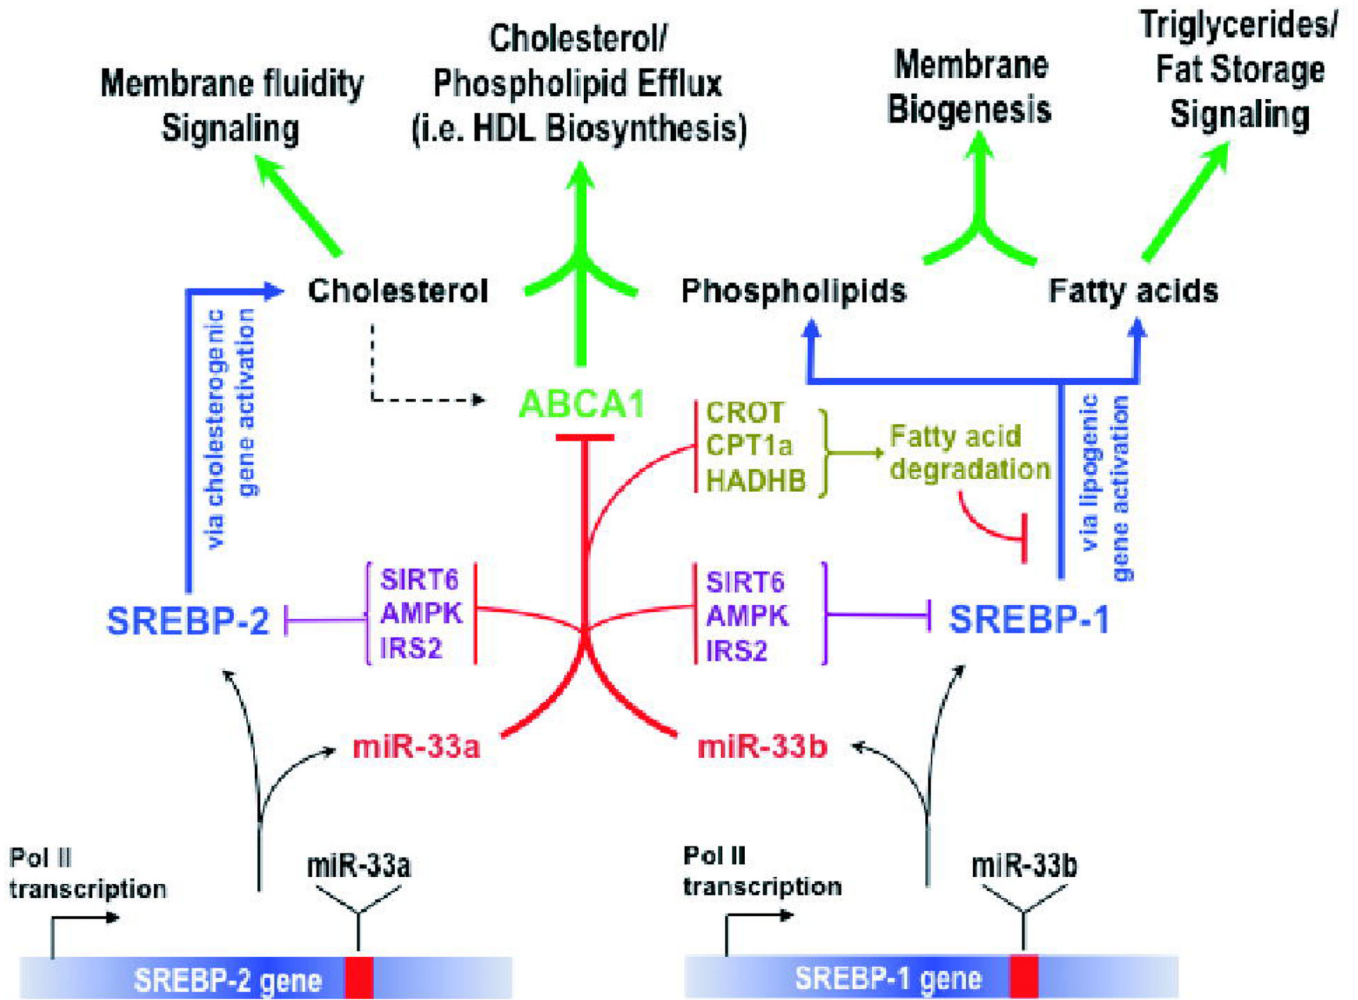 Membrane fluidity
Signaling
Cholesterol/
Phospholipid Efflux
(i.e. HDL Biosynthesis)
Membrane
Biogenesis
Triglycerides/
Fat Storage
Signaling
Cholesterol
Phospholipids
Fatty acids
via cholesterogenic
gene activation
ABCA1
CROT
CPT1a
HADHB
Fatty acid
degradation
via lipogenic
gene activation
SREBP-2
SIRT6
AMPK
IRS2
SIRT6
AMPK
IRS2
SREBP-1
miR-33a
miR-33b
Pol II
transcription
miR-33a
SREBP-2 gene
Pol II
transcription
miR-33b
SREBP-1 gene